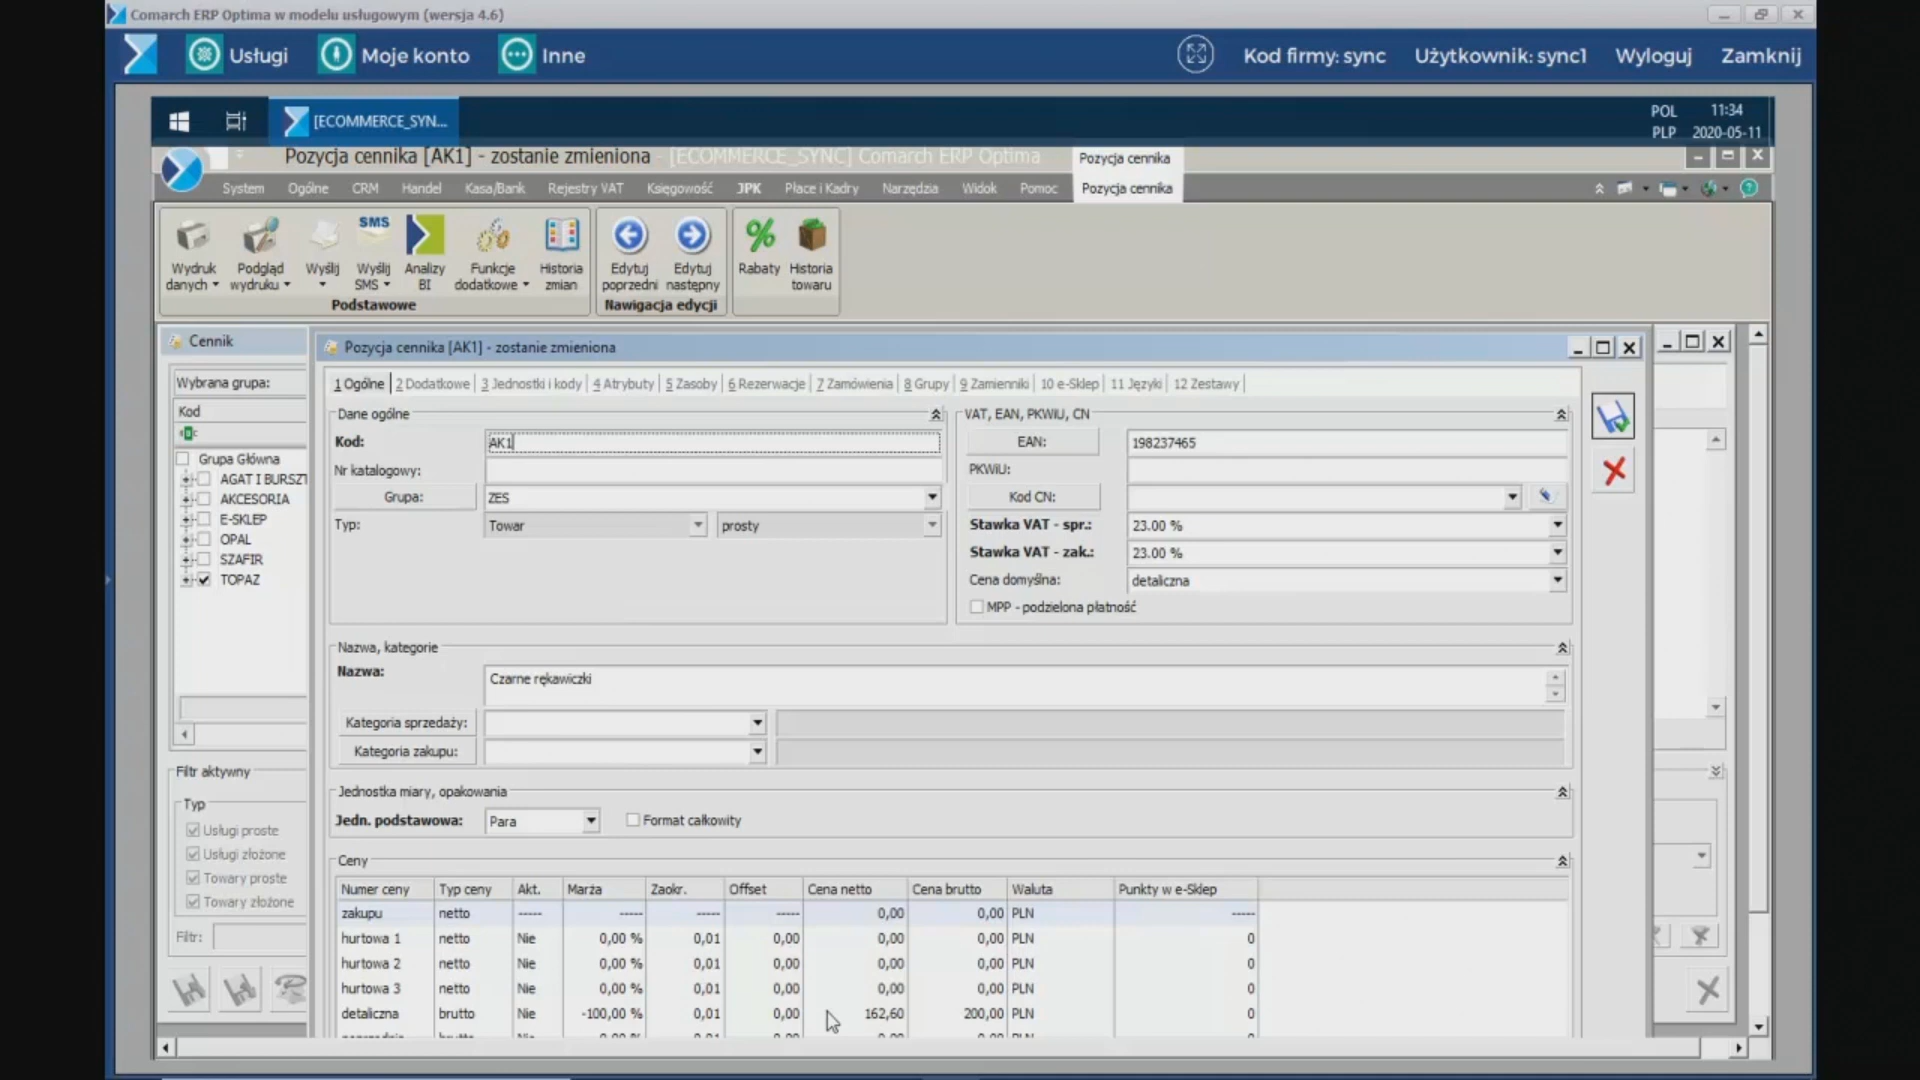 Comarch ERP Optima w modelu usługowym (wersja 4.6)
Usługi Moje konto Inne Kod firmy: sync Użytkownik: sync1 Wyloguj Zamknij
[ECOMMERCE_SYN... POL 11:34
PLP 2020-05-11
Pozycja cennika [AK1] - zostanie zmieniona - [ECOMMERCE_SYNC] Comarch ERP Optima Pozycja cennika
System Ogólne CRM Handel Kasa/Bank Rejestry VAT Księgowość JPK Płace i Kadry Narzędzia Widok Pomoc Pozycja cennika
SMS
Wydruk danych Podgląd wydruku Wyślij Wyślij SMS Analizy BI Funkcje dodatkowe Historia zmian Edytuj poprzedni Edytuj następny Rabaty Historia towaru
Podstawowe Nawigacja edycji
Cennik
Pozycja cennika [AK1] - zostanie zmieniona
Wybrana grupa:
Kod
Grupa Główna
AGAT I BURSZT
AKCESORIA
E-SKLEP
OPAL
SZAFIR
TOPAZ
Filtr aktywny
Typ
Usługi proste
Usługi złożone
Towary proste
Towary złożone
Filtr:
1 Ogólne 2 Dodatkowe 3 Jednostki i kody 4 Atrybuty 5 Zasoby 6 Rezerwacje 7 Zamówienia 8 Grupy 9 Zamienniki 10 e-Sklep 11 Języki 12 Zestawy
Dane ogólne
Kod: AK1
Nr katalogowy:
Grupa: ZES
Typ: Towar prosty
VAT, EAN, PKWiU, CN
EAN: 198237465
PKWiU:
Kod CN:
Stawka VAT - spr.: 23.00 %
Stawka VAT - zak.: 23.00 %
Cena domyślna: detaliczna
MPP - podzielona płatność
Nazwa, kategorie
Nazwa: Czarne rękawiczki
Kategoria sprzedaży:
Kategoria zakupu:
Jednostka miary, opakowania
Jedn. podstawowa: Para Format całkowity
Ceny
Numer ceny Typ ceny Akt. Marża Zaokr. Offset Cena netto Cena brutto Waluta Punkty w e-Sklep
zakupu netto ----- ----- ----- ----- 0,00 0,00 PLN -----
hurtowa 1 netto Nie 0,00 % 0,01 0,00 0,00 0,00 PLN 0
hurtowa 2 netto Nie 0,00 % 0,01 0,00 0,00 0,00 PLN 0
hurtowa 3 netto Nie 0,00 % 0,01 0,00 0,00 0,00 PLN 0
detaliczna brutto Nie -100,00 % 0,01 0,00 162,60 200,00 PLN 0